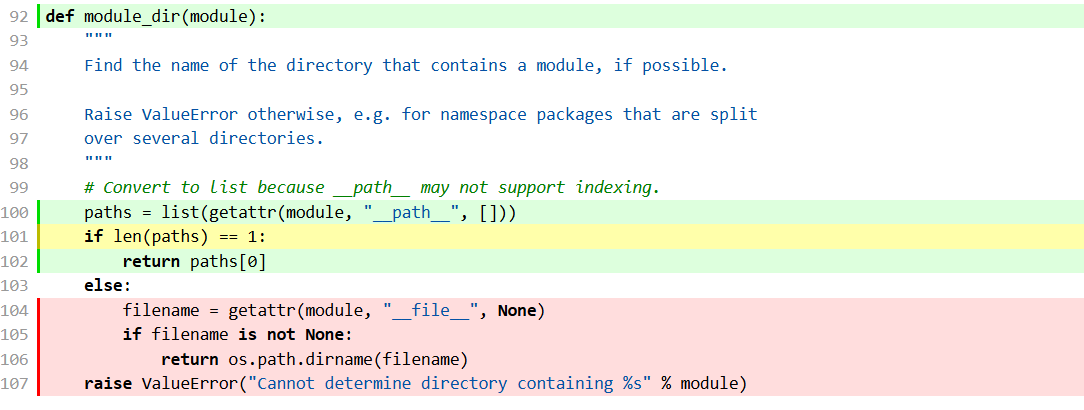 92 def module_dir(module):
93     """
94     Find the name of the directory that contains a module, if possible.
95
96     Raise ValueError otherwise, e.g. for namespace packages that are split
97     over several directories.
98     """
99     # Convert to list because __path__ may not support indexing.
100     paths = list(getattr(module, "__path__", []))
101     if len(paths) == 1:
102         return paths[0]
103     else:
104         filename = getattr(module, "__file__", None)
105         if filename is not None:
106             return os.path.dirname(filename)
107     raise ValueError("Cannot determine directory containing %s" % module)